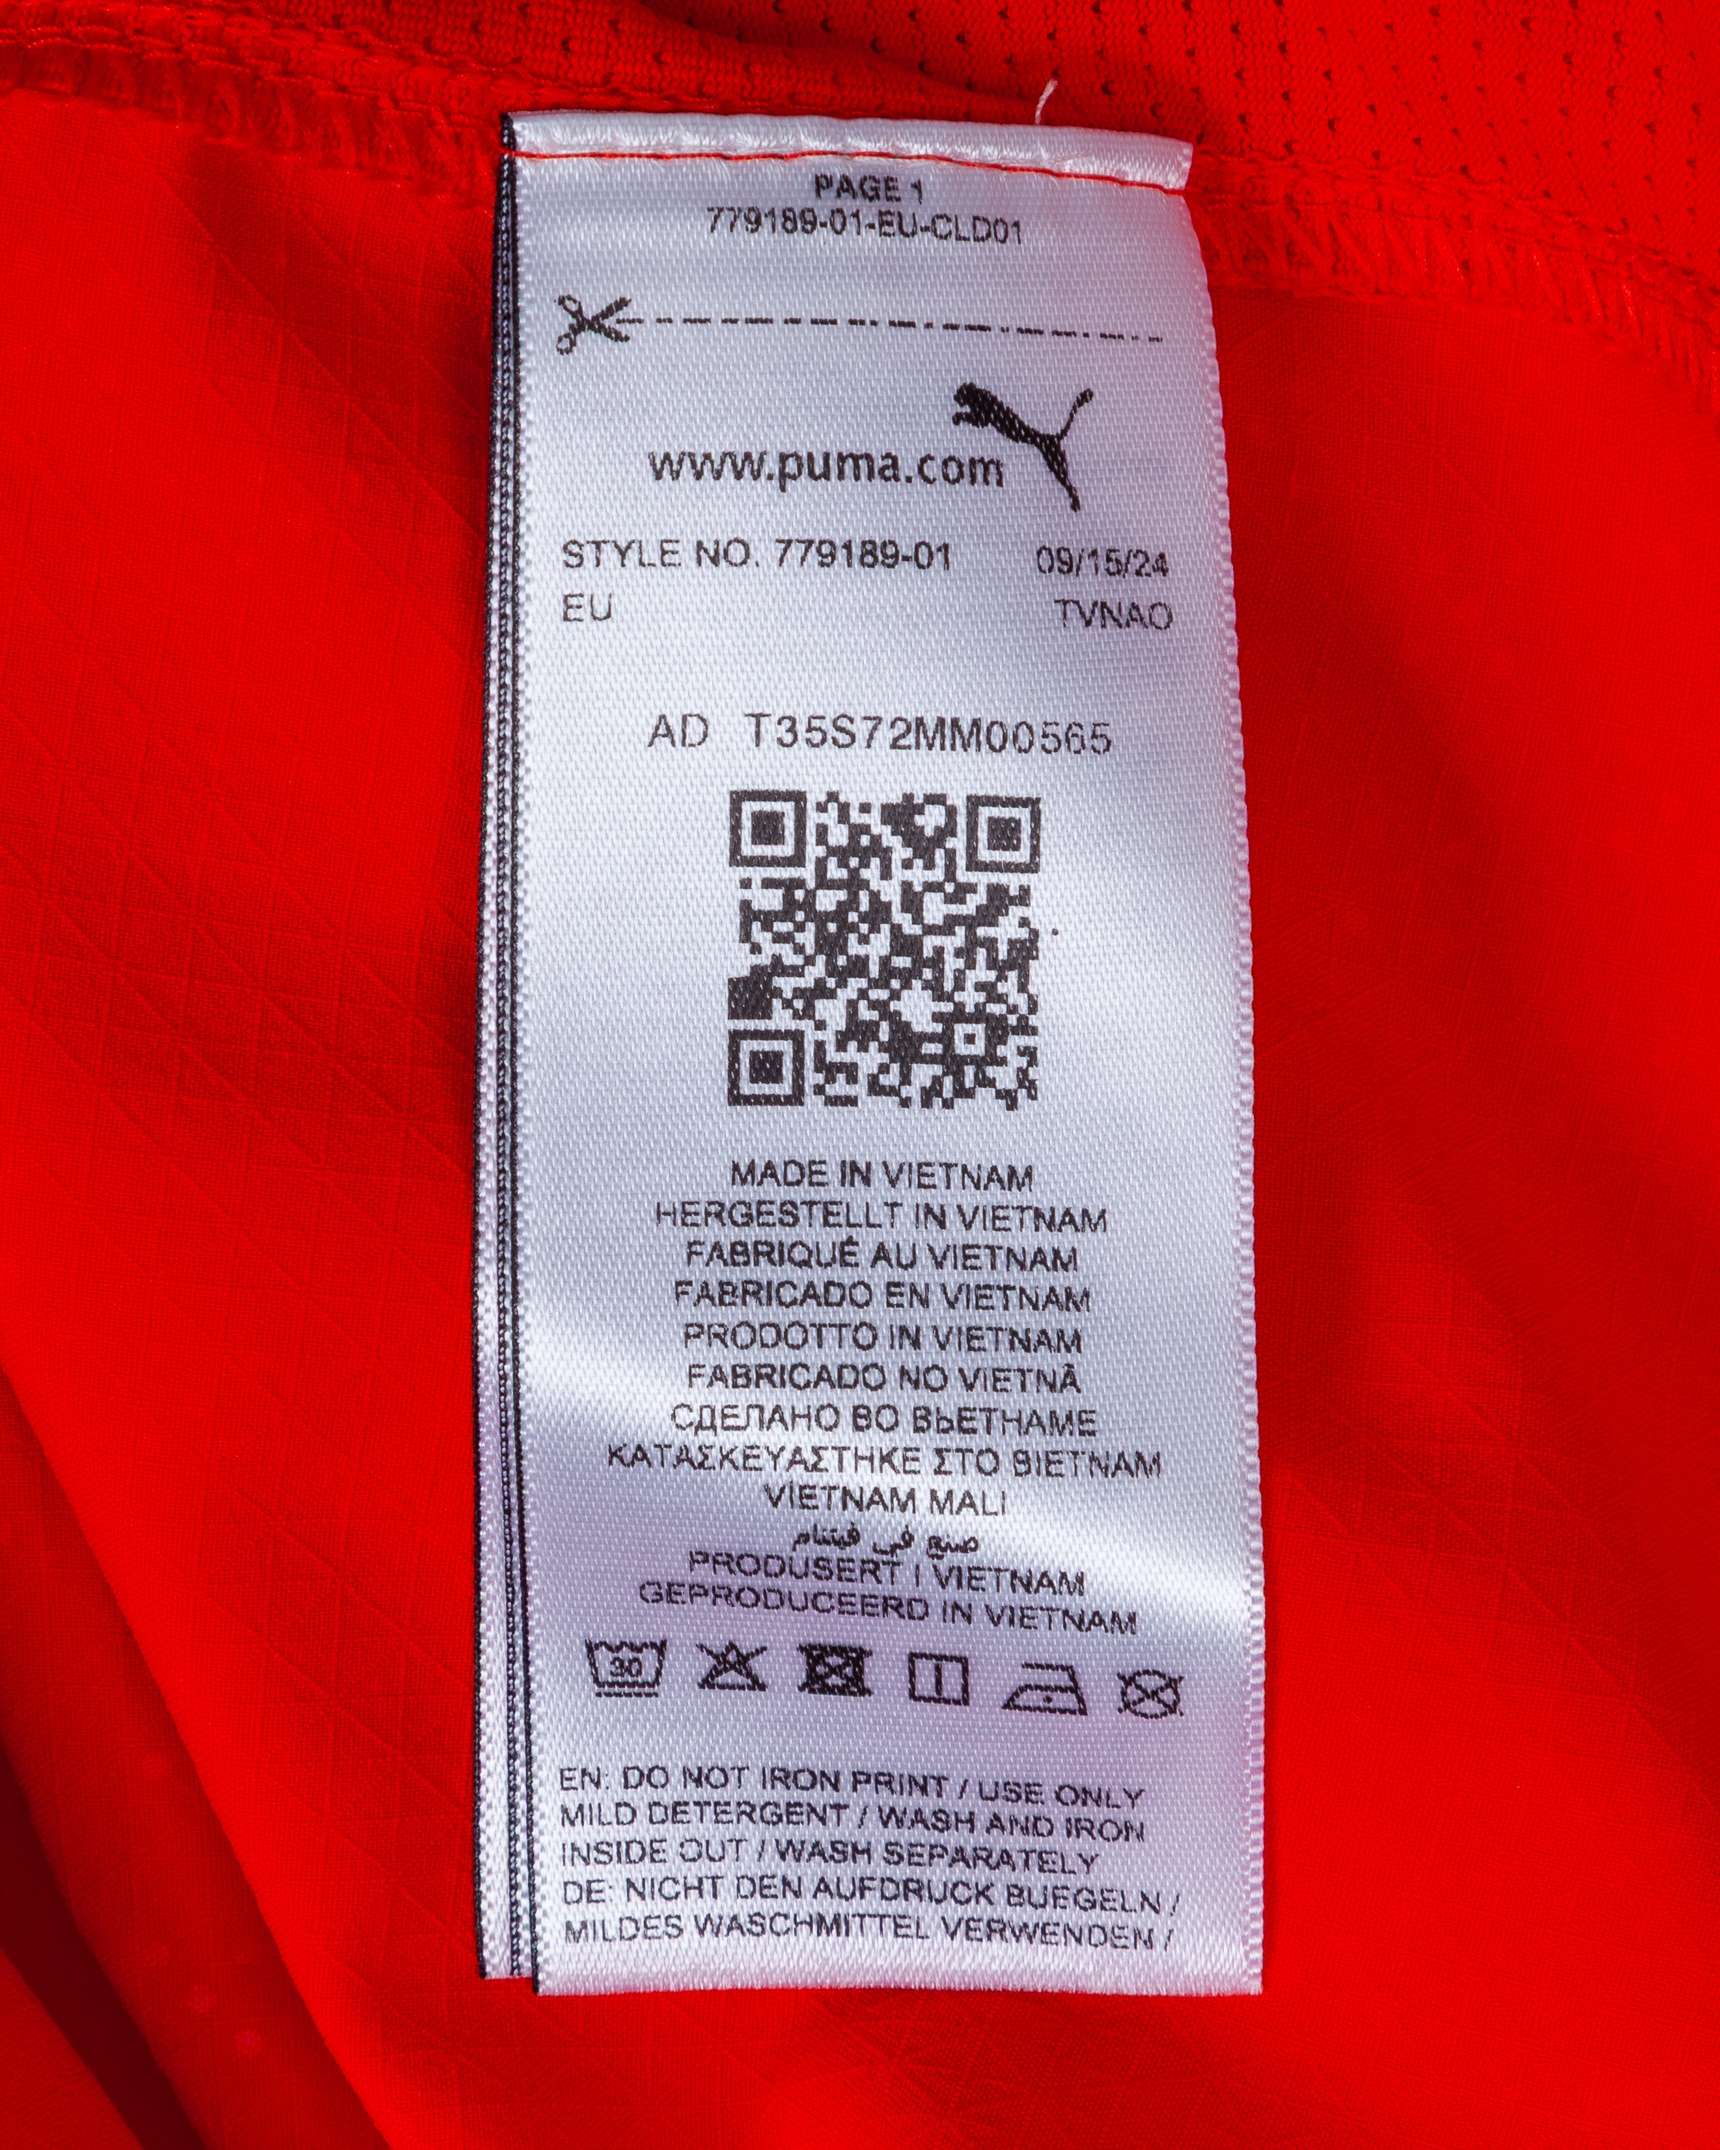 PAGE 1
779189-01-EU-CLD01
www.puma.com
STYLE NO. 779189-01 09/15/24
EU TVNAO
AD T35S72MM00565
MADE IN VIETNAM
HERGESTELLT IN VIETNAM
FABRIQUÉ AU VIETNAM
FABRICADO EN VIETNAM
PRODOTTO IN VIETNAM
FABRICADO NO VIETNÃ
СДЕЛАНО ВО ВЬЕТНАМЕ
ΚΑΤΑΣΚΕΥΑΣΤΗΚΕ ΣΤΟ ΒΙΕΤΝΑΜ
VİETNAM MALI
صنع في فيتنام
PRODUSERT I VIETNAM
GEPRODUCEERD IN VIETNAM
30
EN: DO NOT IRON PRINT / USE ONLY
MILD DETERGENT / WASH AND IRON
INSIDE OUT / WASH SEPARATELY
DE: NICHT DEN AUFDRUCK BUEGELN /
MILDES WASCHMITTEL VERWENDEN /